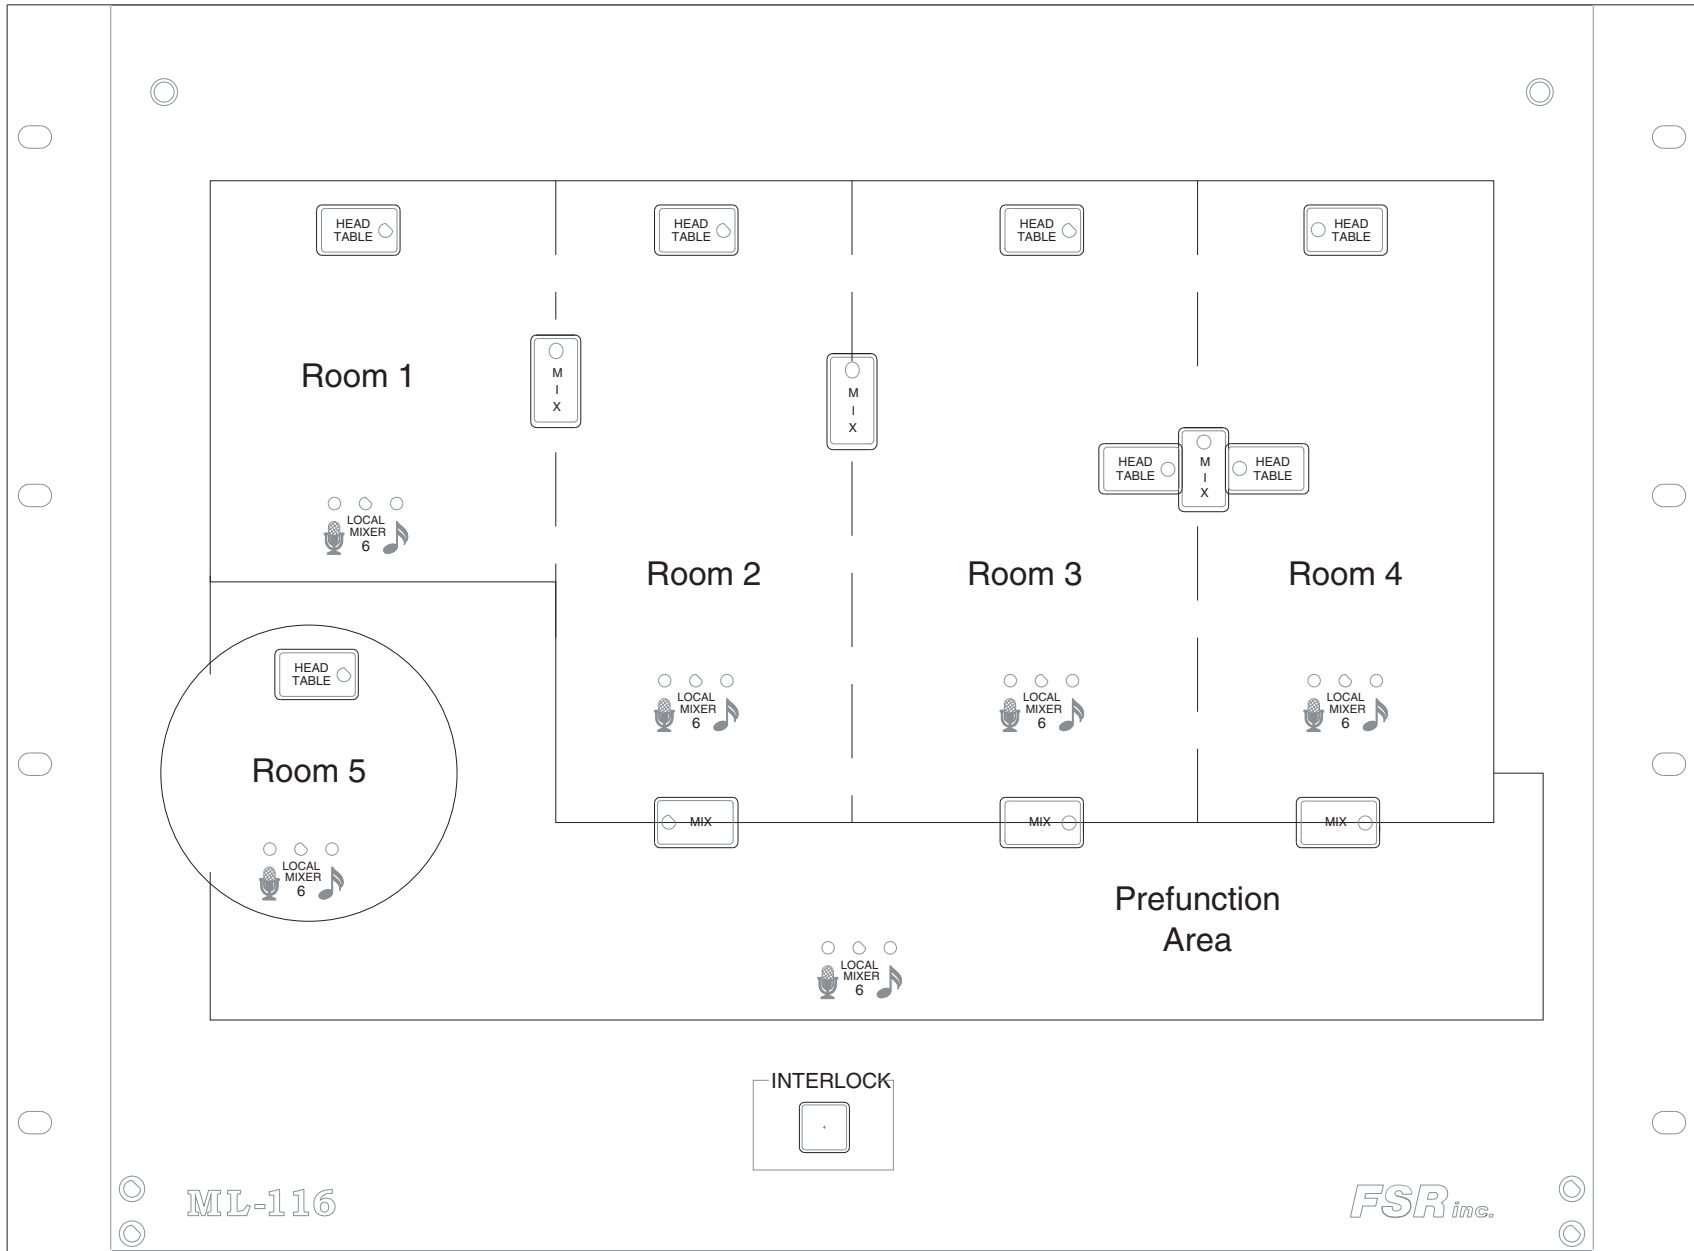 HEAD
TABLE
HEAD
TABLE
HEAD
TABLE
HEAD
TABLE
Room 1
M
I
X
M
I
X
HEAD
TABLE
M
I
X
HEAD
TABLE
LOCAL
MIXER
6
Room 2
Room 3
Room 4
HEAD
TABLE
LOCAL
MIXER
6
LOCAL
MIXER
6
LOCAL
MIXER
6
Room 5
MIX
MIX
MIX
LOCAL
MIXER
6
Prefunction
Area
LOCAL
MIXER
6
INTERLOCK
ML-116
FSR inc.